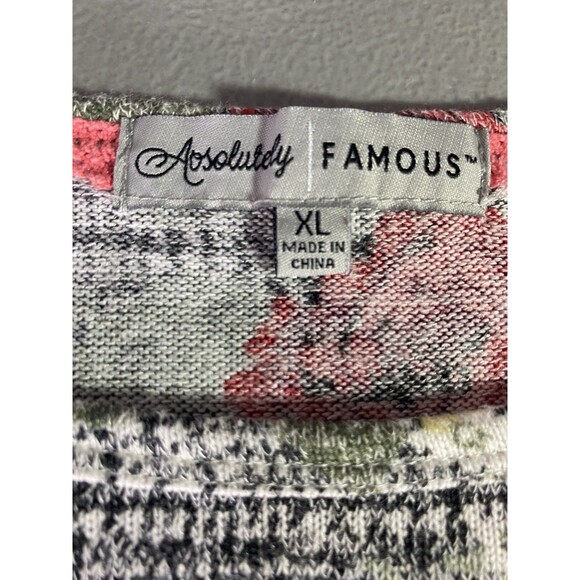 Absolutely | FAMOUS™
XL
MADE IN
CHINA